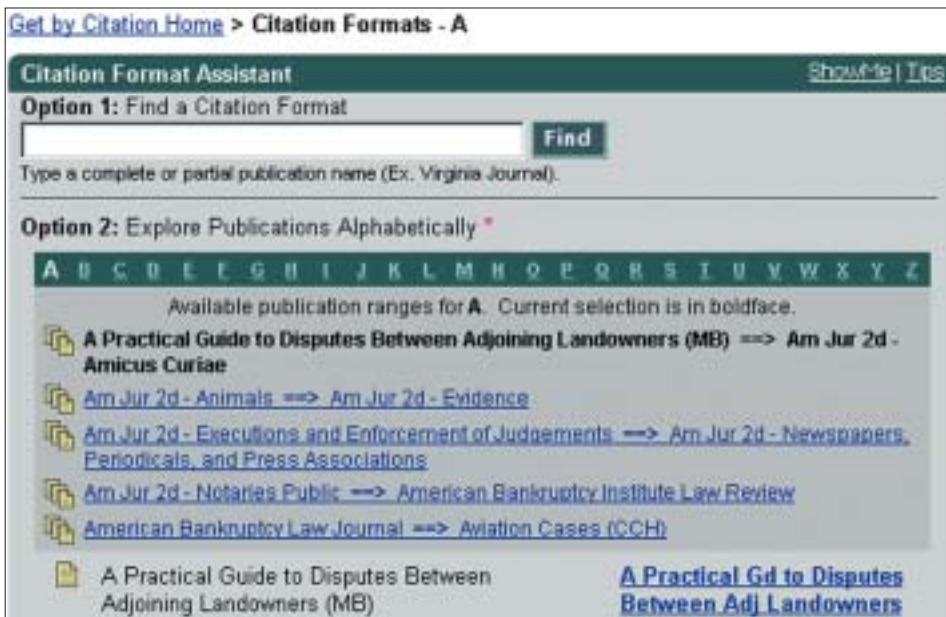 Get by Citation Home > Citation Formats - A
Citation Format Assistant ShowMe | Tips
Option 1: Find a Citation Format
Find
Type a complete or partial publication name (Ex. Virginia Journal).
Option 2: Explore Publications Alphabetically *
A B C D E F G H I J K L M N O P Q R S T U V W X Y Z
Available publication ranges for A. Current selection is in boldface.
A Practical Guide to Disputes Between Adjoining Landowners (MB) ==> Am Jur 2d -
Amicus Curiae
Am Jur 2d - Animals ==> Am Jur 2d - Evidence
Am Jur 2d - Executions and Enforcement of Judgements ==> Am Jur 2d - Newspapers,
Periodicals, and Press Associations
Am Jur 2d - Notaries Public ==> American Bankruptcy Institute Law Review
American Bankruptcy Law Journal ==> Aviation Cases (CCH)
A Practical Guide to Disputes Between A Practical Gd to Disputes
Adjoining Landowners (MB) Between Adj Landowners